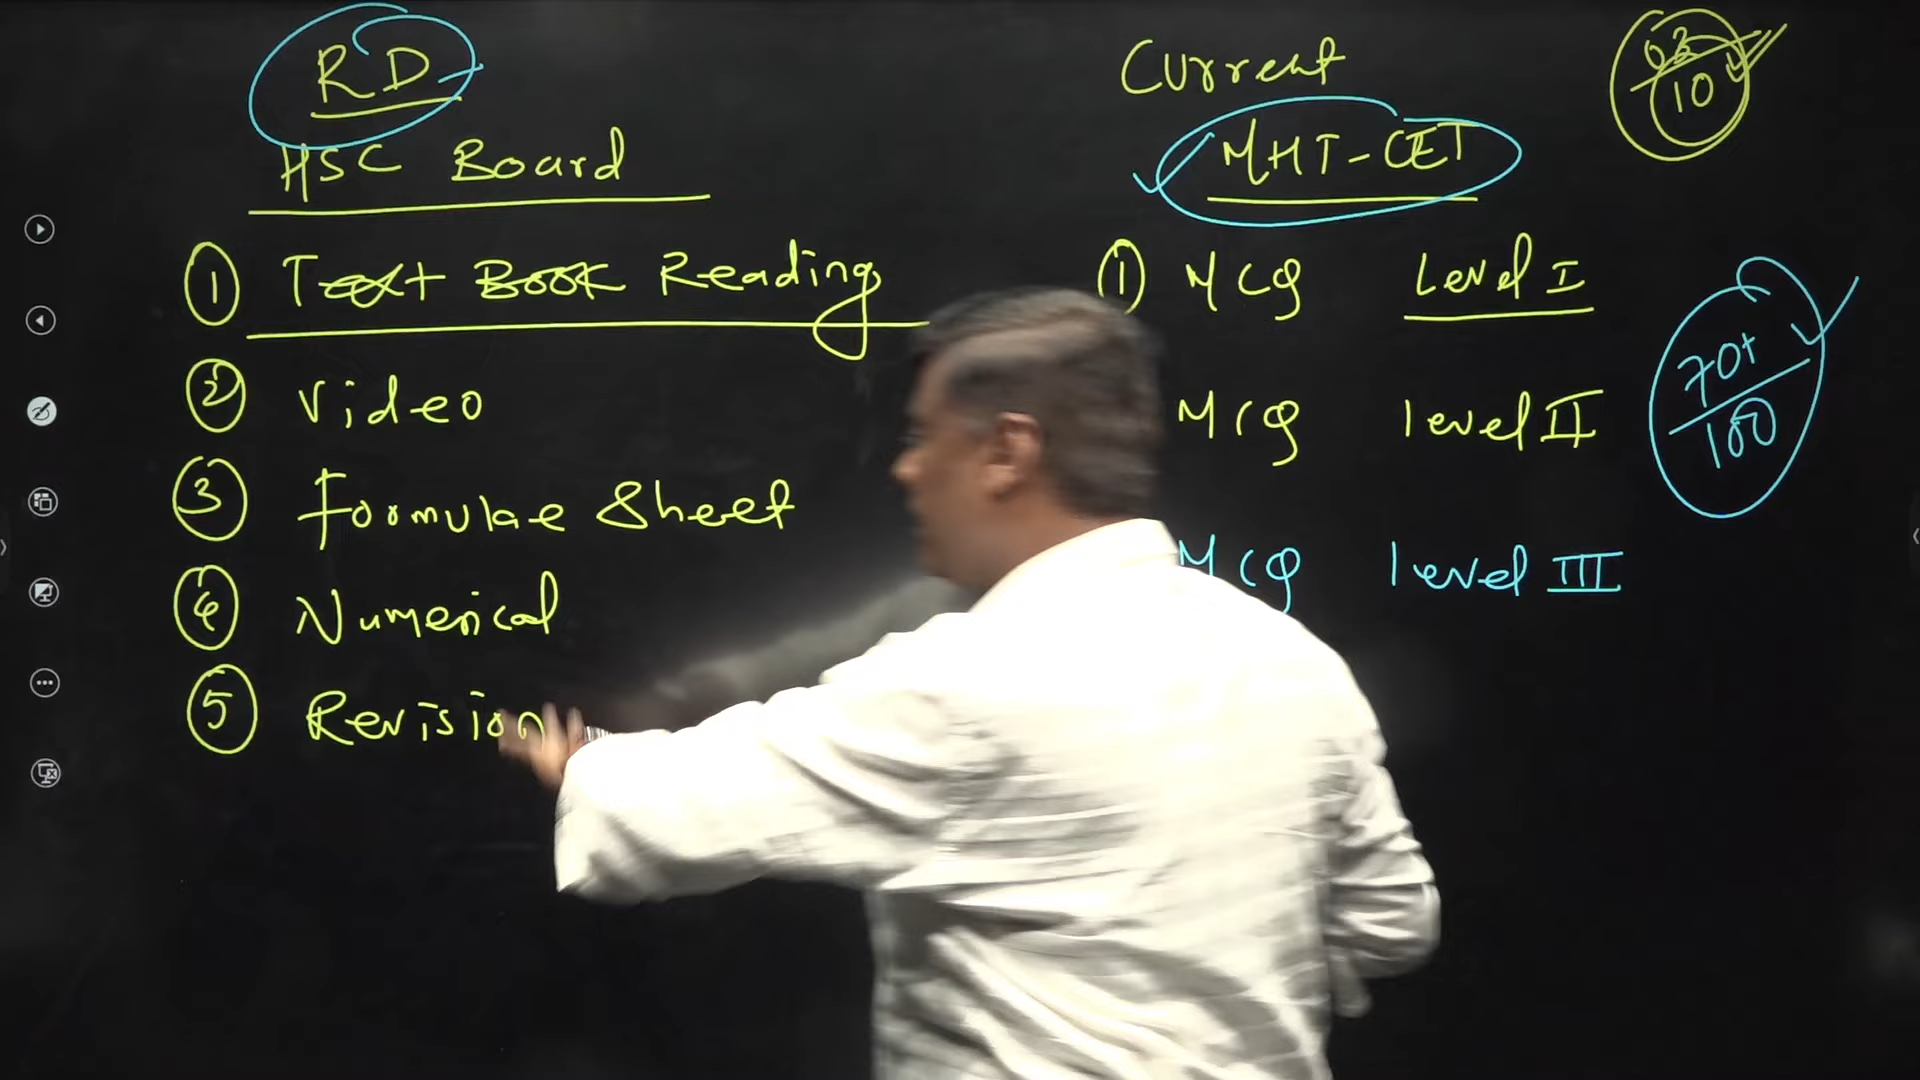 RD
HSC Board
① Text Book Reading
② Video
③ Formulae Sheet
④ Numerical
⑤ Revision
Current
MHT-CET
① MCQ Level I
MCQ level II
MCQ level III
10
70+
100